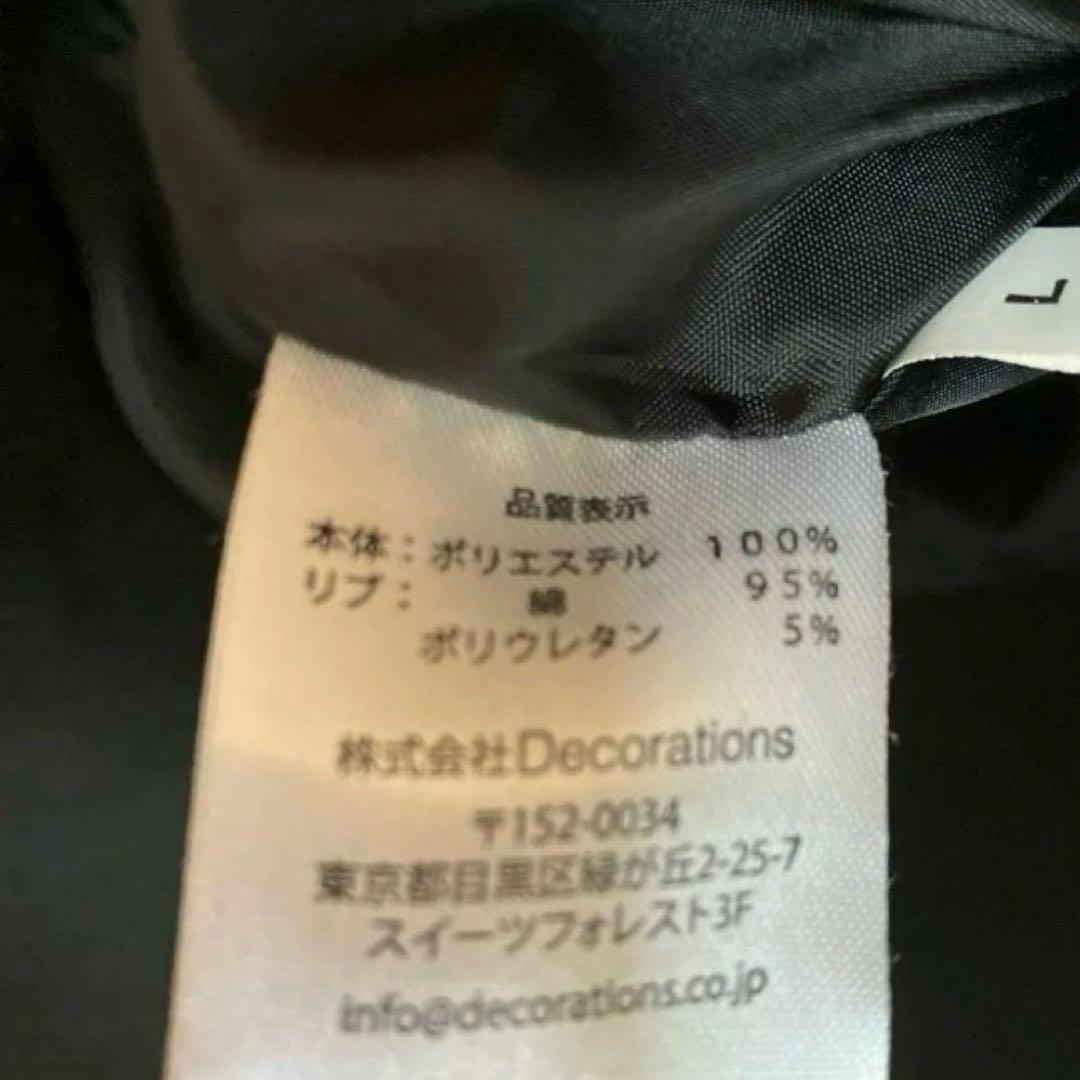 L
品質表示
本体：ポリエステル 100%
リブ：綿 95%
ポリウレタン 5%
株式会社Decorations
〒152-0034
東京都目黒区緑が丘2-25-7
スイーツフォレスト3F
info@decorations.co.jp